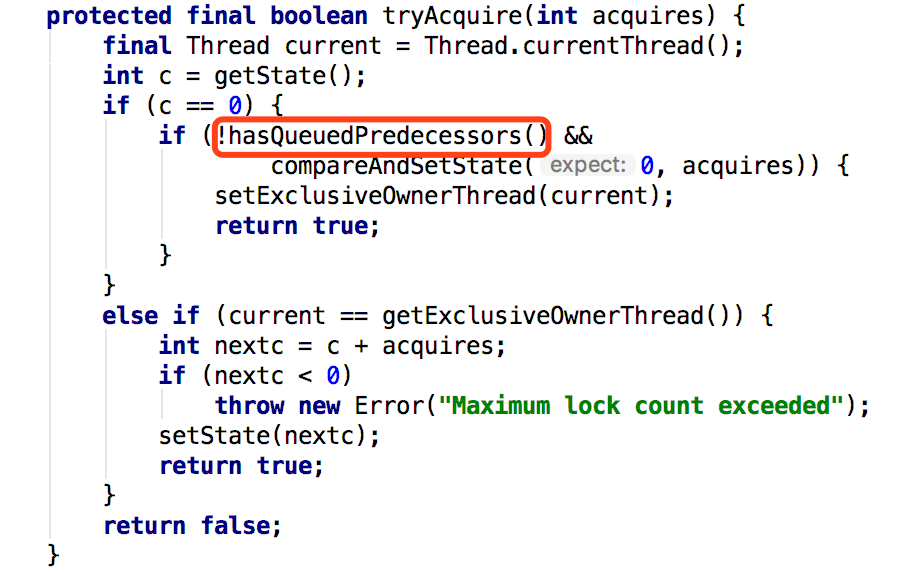 protected final boolean tryAcquire(int acquires) {
    final Thread current = Thread.currentThread();
    int c = getState();
    if (c == 0) {
        if (!hasQueuedPredecessors() &&
                compareAndSetState( expect: 0, acquires)) {
            setExclusiveOwnerThread(current);
            return true;
        }
    }
    else if (current == getExclusiveOwnerThread()) {
        int nextc = c + acquires;
        if (nextc < 0)
            throw new Error("Maximum lock count exceeded");
        setState(nextc);
        return true;
    }
    return false;
}